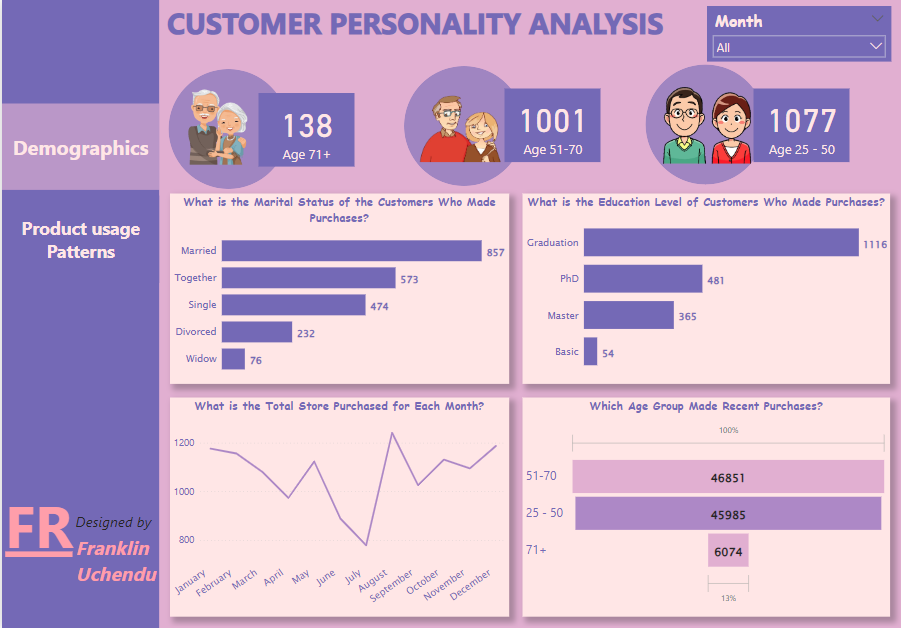 CUSTOMER PERSONALITY ANALYSIS
Month
All
Demographics
Product usage
Patterns
138
Age 71+
1001
Age 51-70
1077
Age 25 - 50
What is the Marital Status of the Customers Who Made
Purchases?
Married 857
Together 573
Single 474
Divorced 232
Widow 76
What is the Education Level of Customers Who Made Purchases?
Graduation 1116
PhD 481
Master 365
Basic 54
What is the Total Store Purchased for Each Month?
1200
1000
800
January February March April May June July August September October November December
Which Age Group Made Recent Purchases?
100%
51-70 46851
25 - 50 45985
71+ 6074
13%
FR
Designed by
Franklin
Uchendu